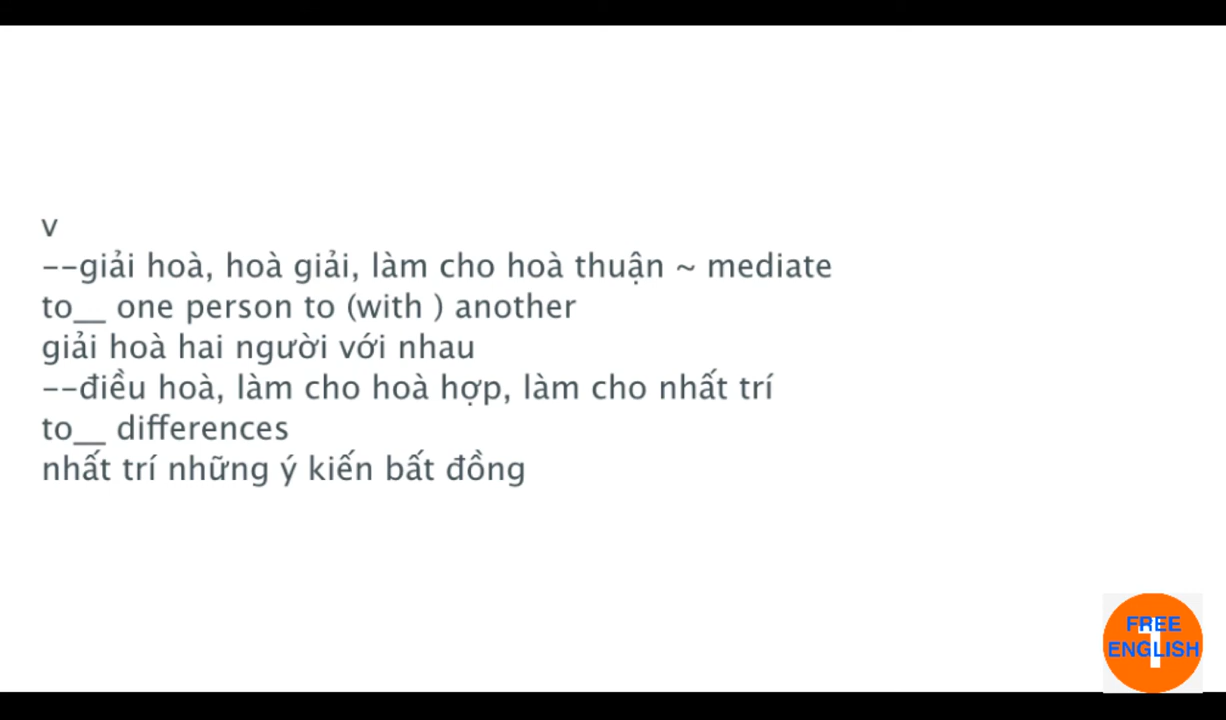 v
--giải hoà, hoà giải, làm cho hoà thuận ~ mediate
to__ one person to (with ) another
giải hoà hai người với nhau
--điều hoà, làm cho hoà hợp, làm cho nhất trí
to__ differences
nhất trí những ý kiến bất đồng
FREE
1
ENGLISH